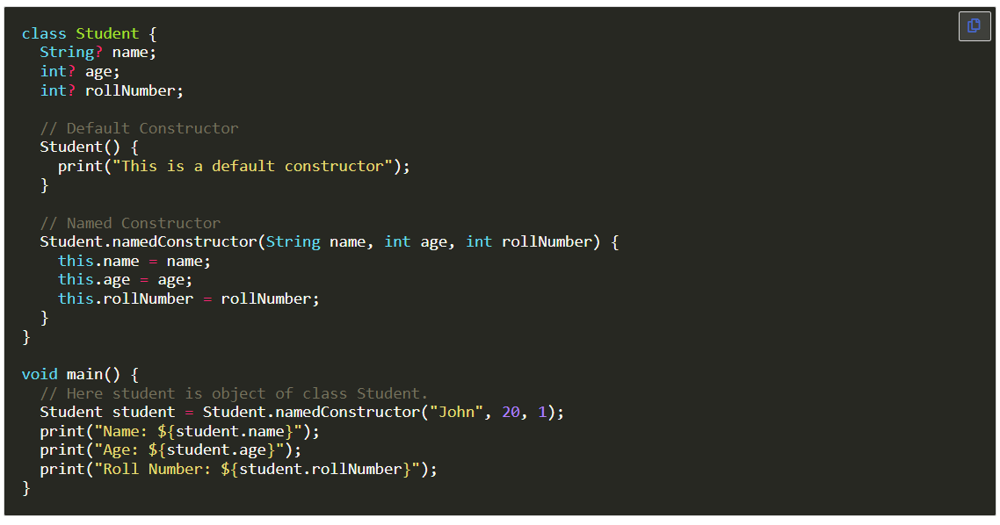 class Student {
  String? name;
  int? age;
  int? rollNumber;

  // Default Constructor
  Student() {
    print("This is a default constructor");
  }

  // Named Constructor
  Student.namedConstructor(String name, int age, int rollNumber) {
    this.name = name;
    this.age = age;
    this.rollNumber = rollNumber;
  }
}

void main() {
  // Here student is object of class Student.
  Student student = Student.namedConstructor("John", 20, 1);
  print("Name: ${student.name}");
  print("Age: ${student.age}");
  print("Roll Number: ${student.rollNumber}");
}